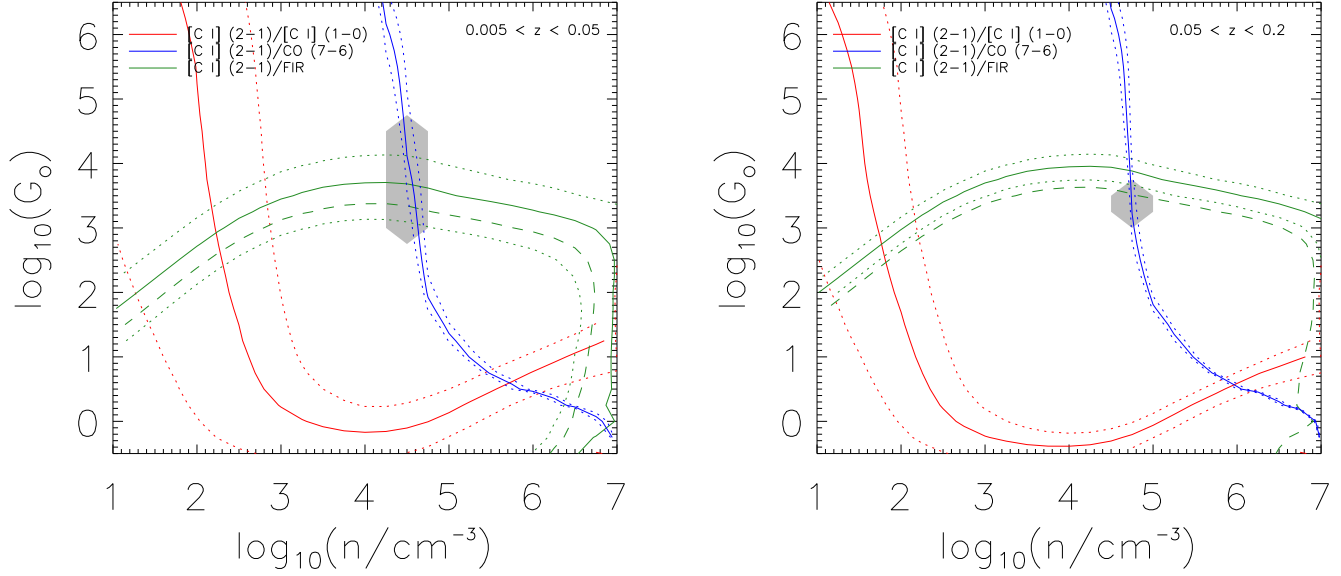 [C I] (2−1)/[C I] (1−0)
[C I] (2−1)/CO (7−6)
[C I] (2−1)/FIR
0.005 < z < 0.05
6
5
4
3
2
1
0
log10(Go)
1 2 3 4 5 6 7
log10(n/cm−3)
[C I] (2−1)/[C I] (1−0)
[C I] (2−1)/CO (7−6)
[C I] (2−1)/FIR
0.05 < z < 0.2
6
5
4
3
2
1
0
log10(Go)
1 2 3 4 5 6 7
log10(n/cm−3)